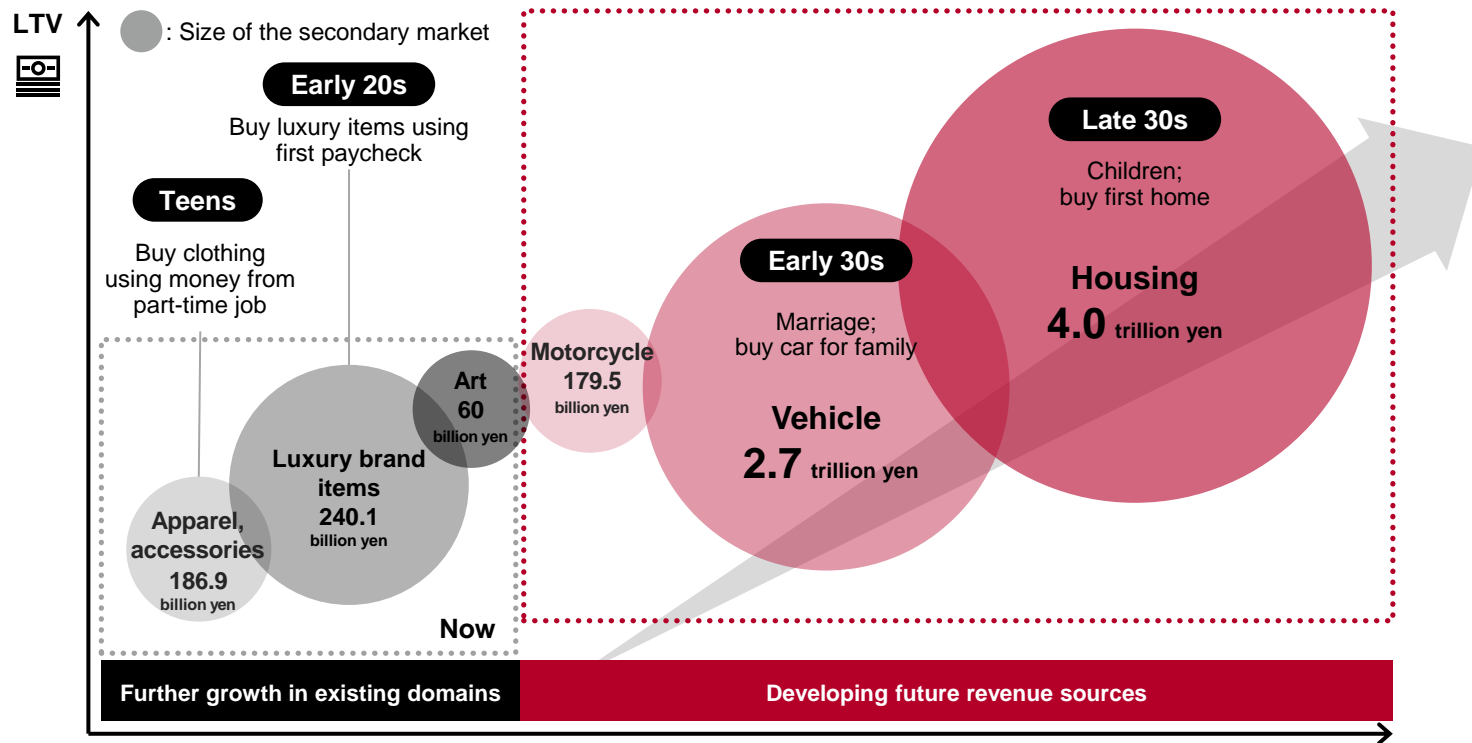 LTV
: Size of the secondary market
Early 20s
Buy luxury items using
first paycheck
Teens
Buy clothing
using money from
part-time job
Apparel,
accessories
186.9
billion yen
Luxury brand
items
240.1
billion yen
Art
60
billion yen
Now
Motorcycle
179.5
billion yen
Early 30s
Marriage;
buy car for family
Vehicle
2.7 trillion yen
Late 30s
Children;
buy first home
Housing
4.0 trillion yen
Further growth in existing domains
Developing future revenue sources